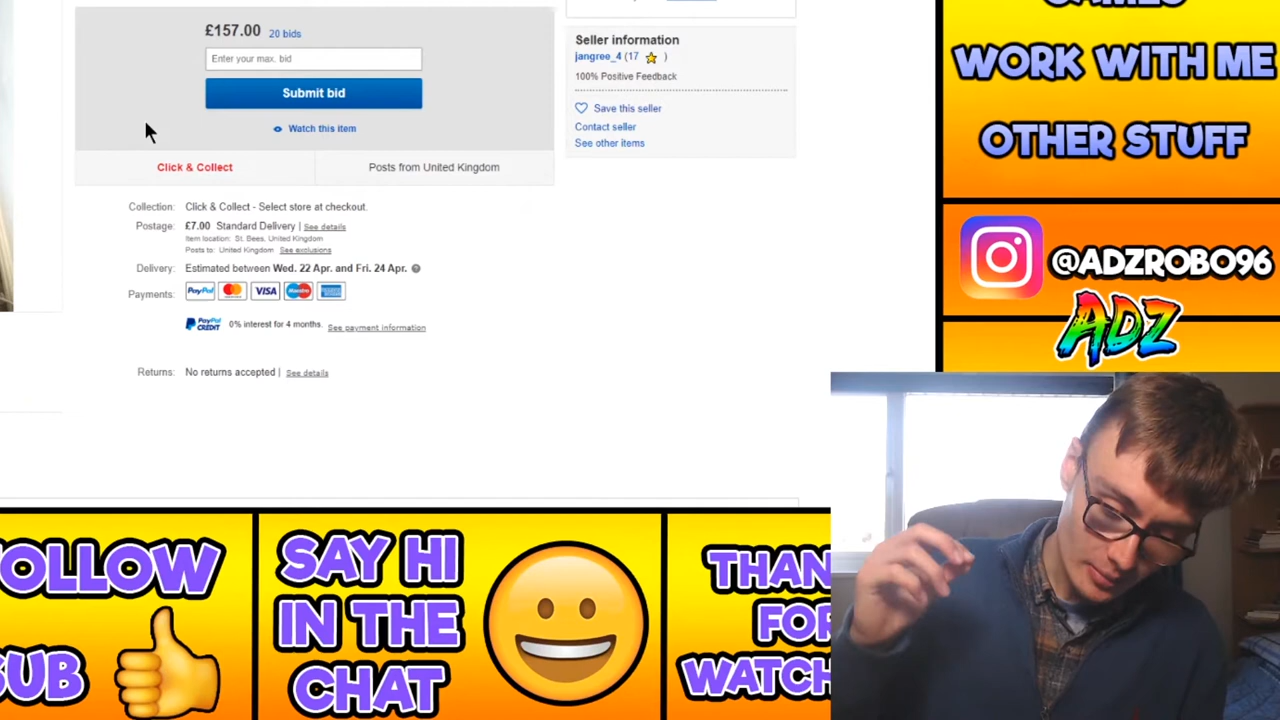 £157.00 20 bids
Enter your max. bid
Submit bid
Watch this item
Click & Collect
Posts from United Kingdom
Collection: Click & Collect - Select store at checkout.
Postage: £7.00 Standard Delivery | See details
Item location: St. Bees, United Kingdom
Posts to: United Kingdom See exclusions
Delivery: Estimated between Wed. 22 Apr. and Fri. 24 Apr.
Payments: PayPal VISA
PayPal CREDIT 0% interest for 4 months. See payment information
Returns: No returns accepted | See details
Seller information
jangree_4 (17 )
100% Positive Feedback
Save this seller
Contact seller
See other items
WORK WITH ME
OTHER STUFF
@ADZROBO96
ADZ
OLLOW
SUB
SAY HI
IN THE
CHAT
THAN
FOR
WATCH